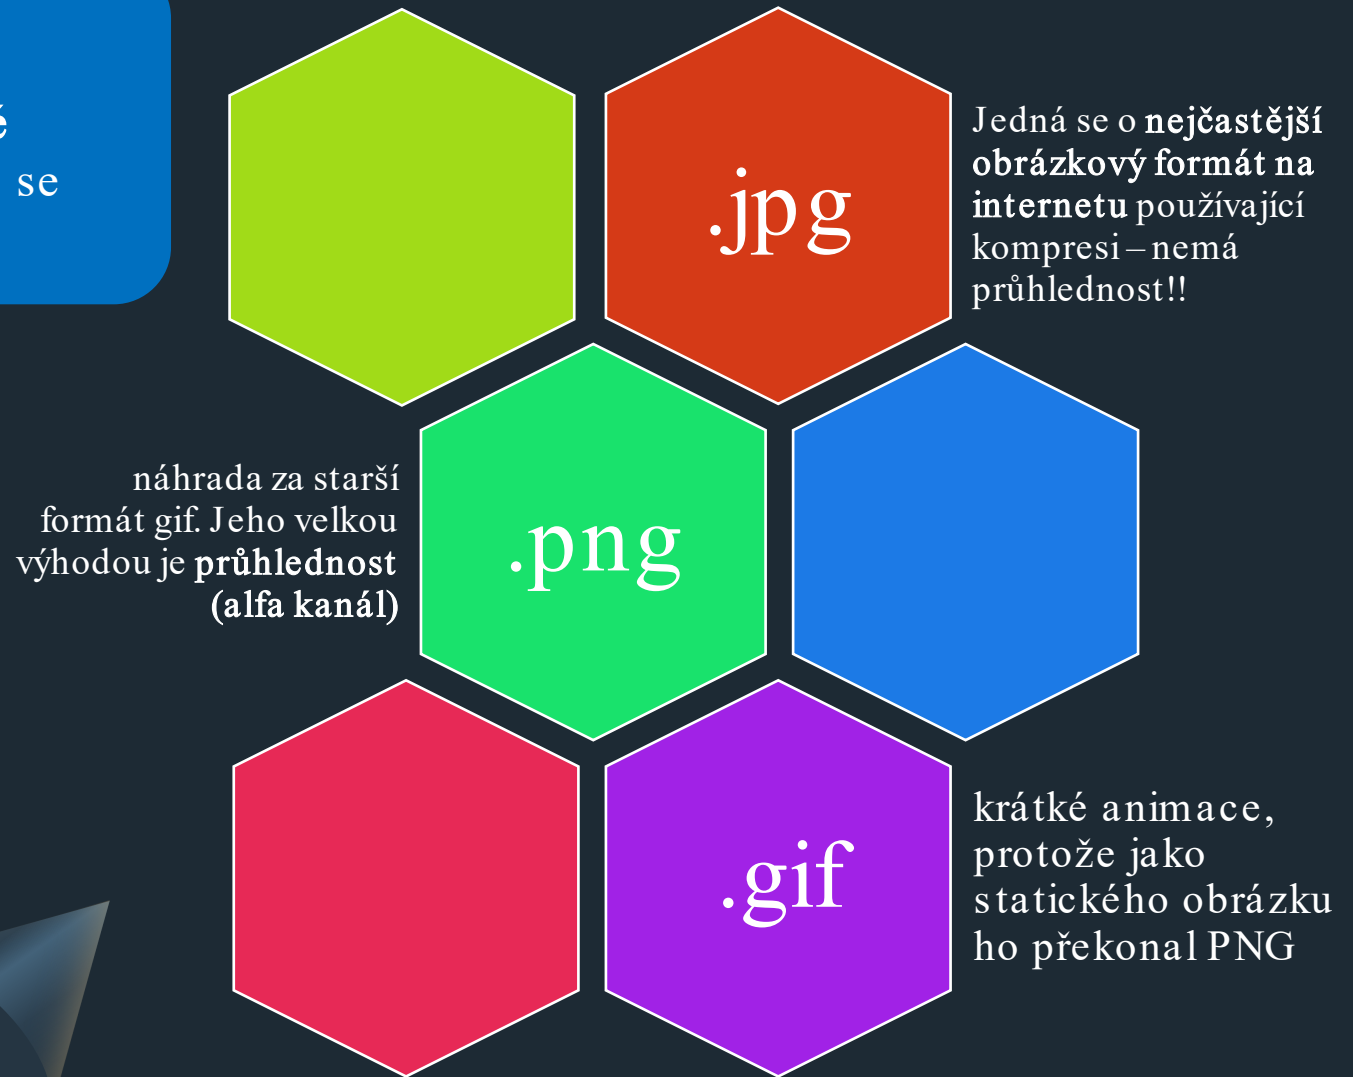 se
.jpg
Jedná se o nejčastější
obrázkový formát na
internetu používající
kompresi – nemá
průhlednost!!
náhrada za starší
formát gif. Jeho velkou
výhodou je průhlednost
(alfa kanál)
.png
.gif
krátké animace,
protože jako
statického obrázku
ho překonal PNG